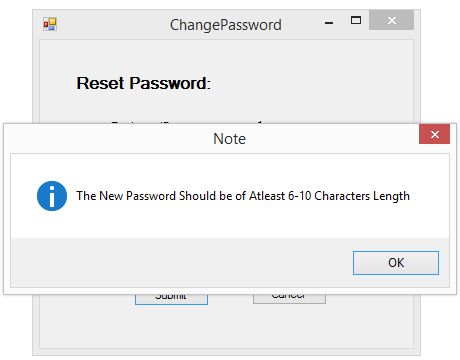 ChangePassword
Reset Password:
Note
The New Password Should be of Atleast 6-10 Characters Length
OK
Submit
Cancel